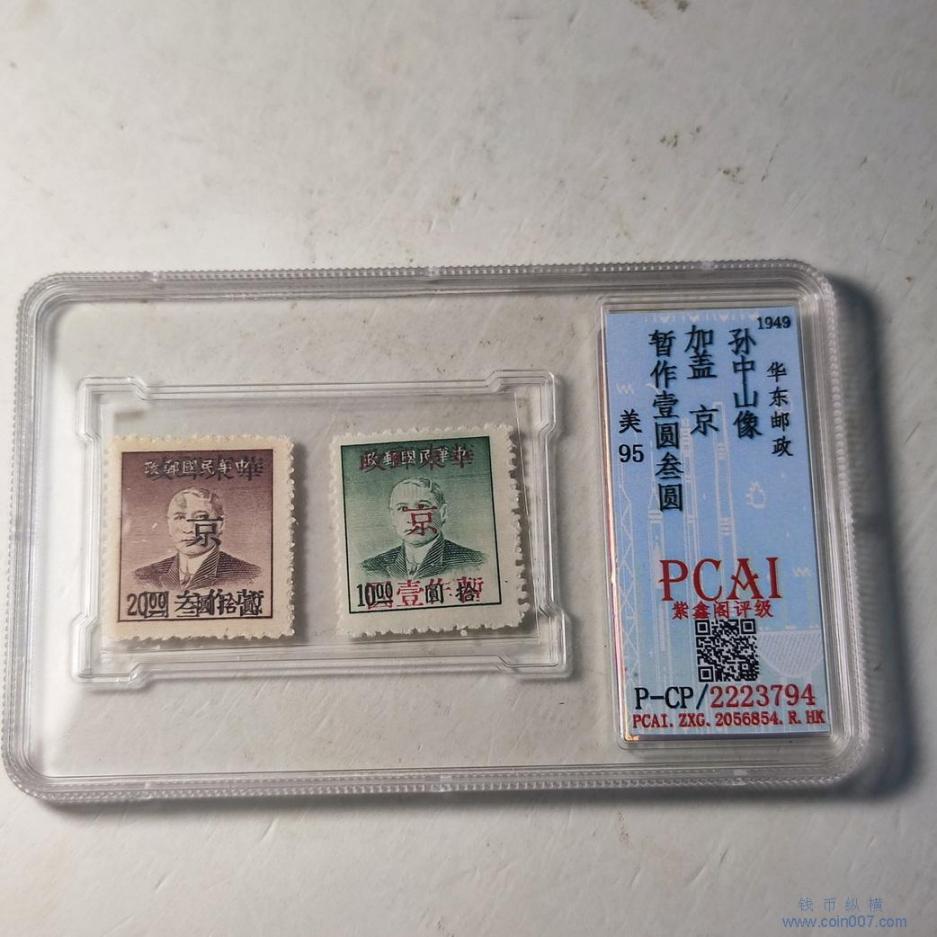 政郵國民華中
京
20.00
政郵國民華中
京
10.00
圓壹作暫
1949
华东邮政
孙中山像
加盖 京
暂作壹圆叁圆
美
95
PCAI
紫鑫阁评级
P-CP/2223794
PCAI. ZXG. 2056854. R. HK
钱币纵横
www.coin007.com